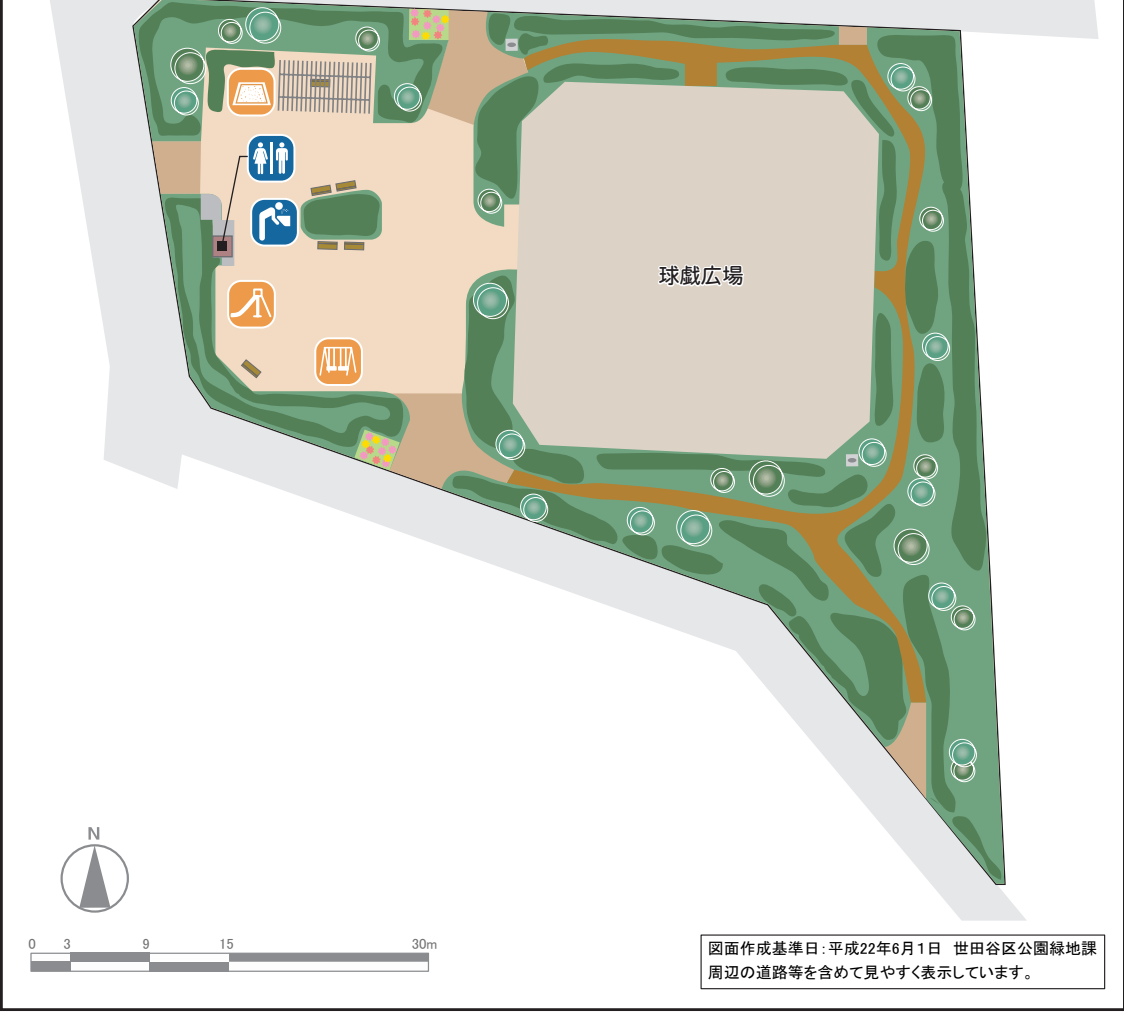 球戯広場
N
0 3 9 15 30m
図面作成基準日：平成22年6月1日 世田谷区公園緑地課
周辺の道路等を含めて見やすく表示しています。